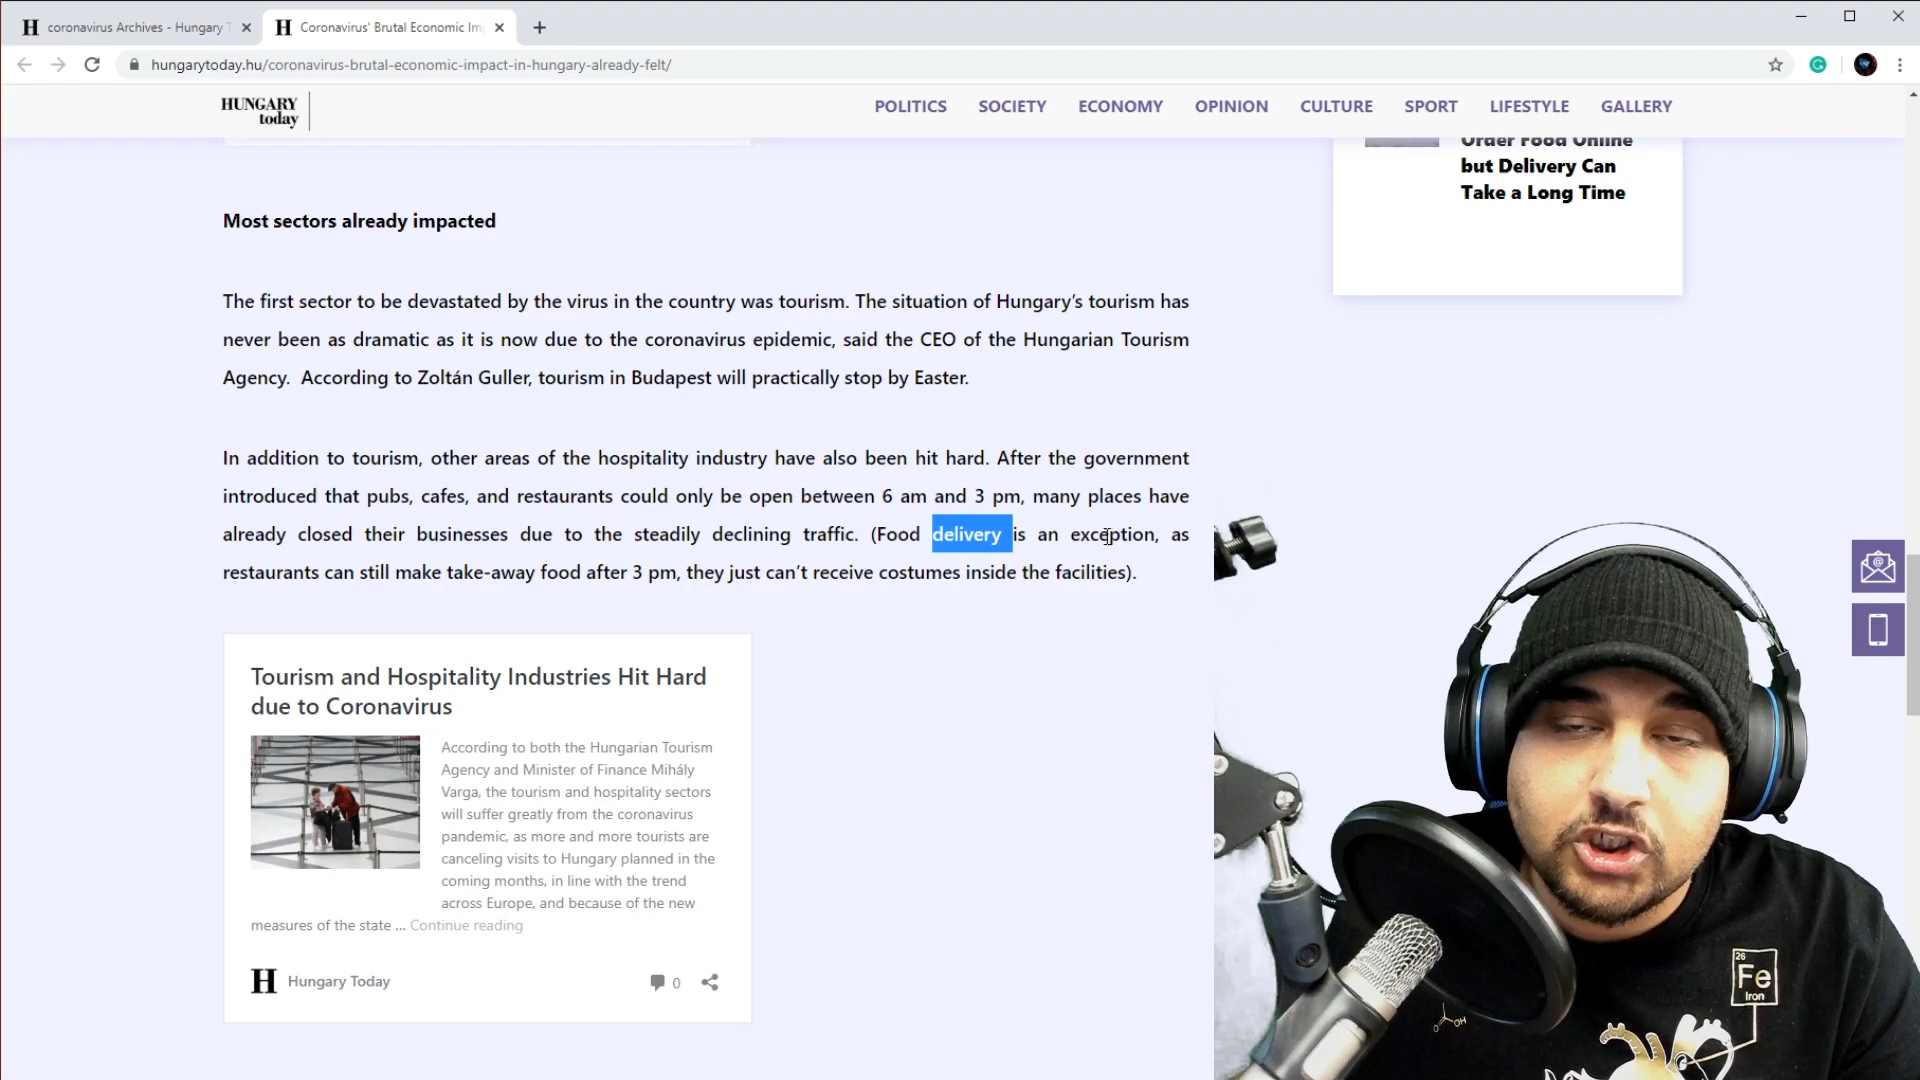 H coronavirus Archives - Hungary T
H Coronavirus' Brutal Economic Im
hungarytoday.hu/coronavirus-brutal-economic-impact-in-hungary-already-felt/
HUNGARY
today
POLITICS SOCIETY ECONOMY OPINION CULTURE SPORT LIFESTYLE GALLERY
Order Food Online
but Delivery Can
Take a Long Time
Most sectors already impacted
The first sector to be devastated by the virus in the country was tourism. The situation of Hungary's tourism has
never been as dramatic as it is now due to the coronavirus epidemic, said the CEO of the Hungarian Tourism
Agency. According to Zoltán Guller, tourism in Budapest will practically stop by Easter.
In addition to tourism, other areas of the hospitality industry have also been hit hard. After the government
introduced that pubs, cafes, and restaurants could only be open between 6 am and 3 pm, many places have
already closed their businesses due to the steadily declining traffic. (Food delivery is an exception, as
restaurants can still make take-away food after 3 pm, they just can't receive costumes inside the facilities).
Tourism and Hospitality Industries Hit Hard
due to Coronavirus
According to both the Hungarian Tourism
Agency and Minister of Finance Mihály
Varga, the tourism and hospitality sectors
will suffer greatly from the coronavirus
pandemic, as more and more tourists are
canceling visits to Hungary planned in the
coming months, in line with the trend
across Europe, and because of the new
measures of the state ... Continue reading
H Hungary Today
0
26
Fe
Iron
OH